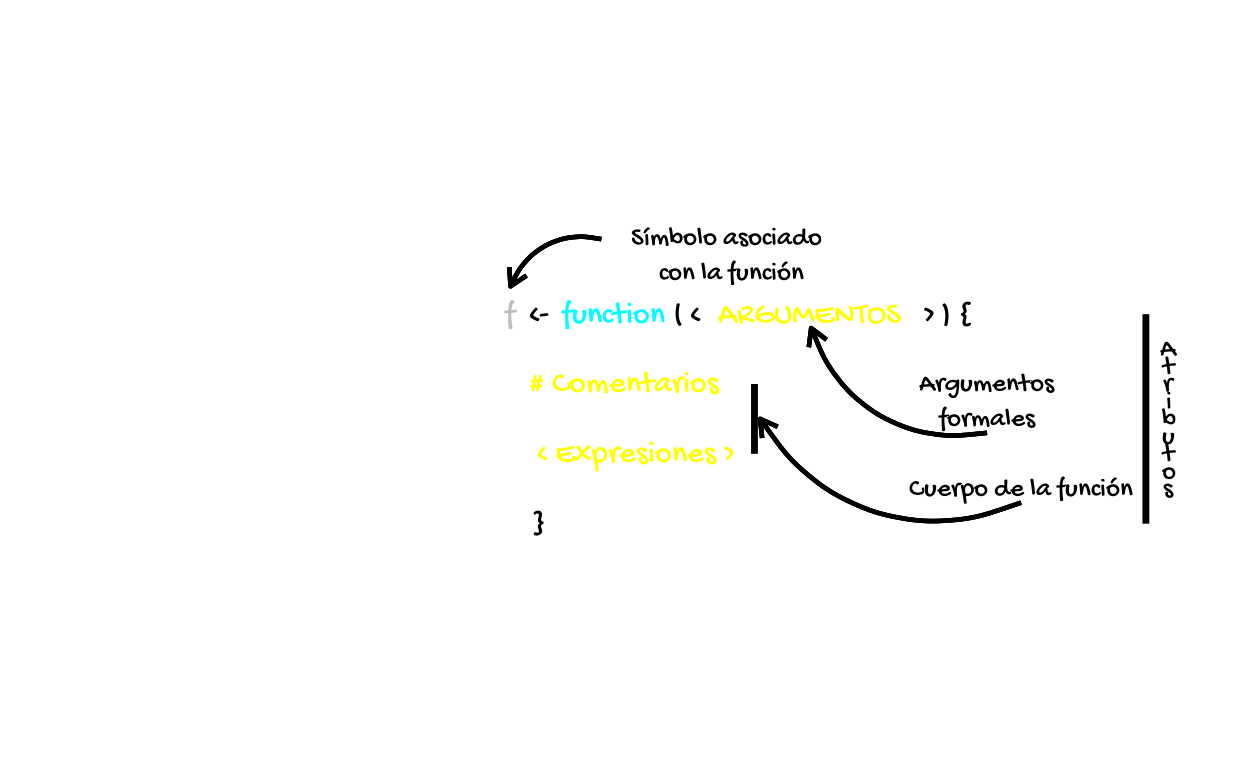 Símbolo asociado
con la función
f <- function (< ARGUMENTOS >) {
# Comentarios
Argumentos
formales
< Expresiones >
Cuerpo de la función
}
Atributos